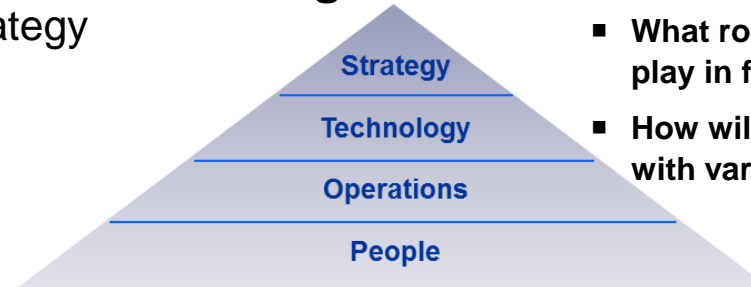 ategy
Strategy
Technology
Operations
People
■ What ro
play in f
■ How wil
with var